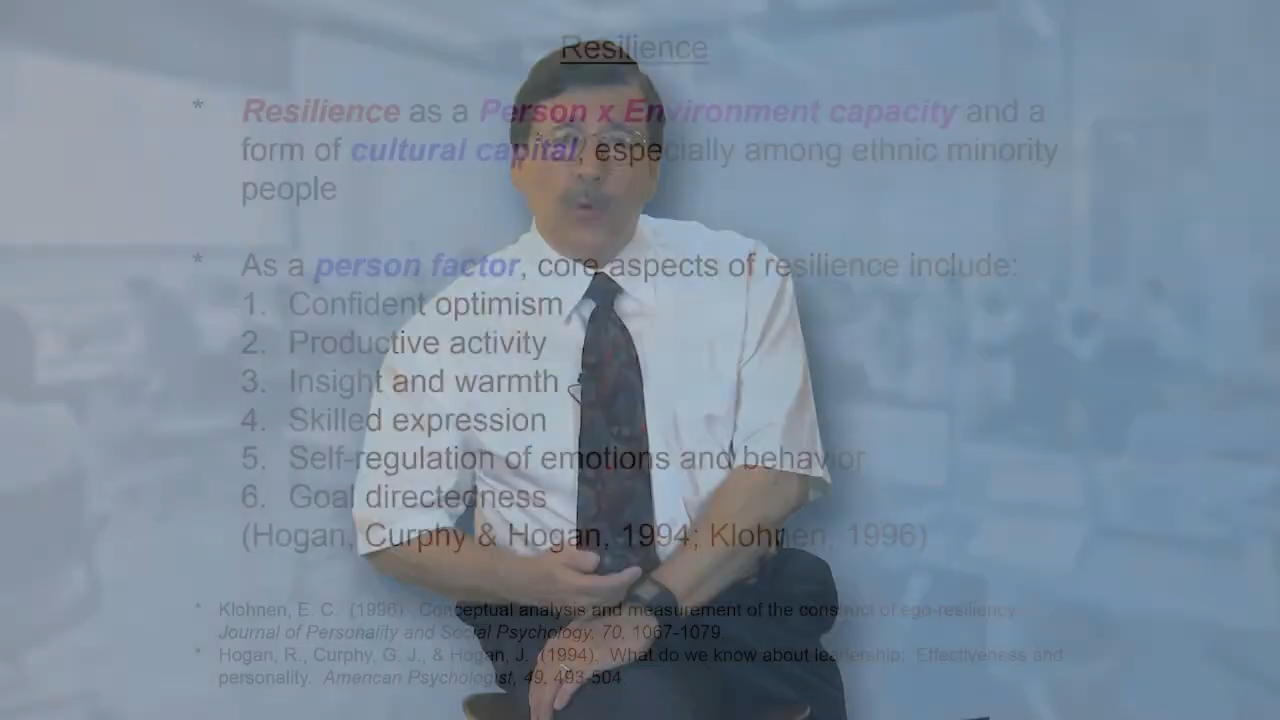 Resilience
* Resilience as a Person x Environment capacity and a
form of cultural capital, especially among ethnic minority
people
* As a person factor, core aspects of resilience include:
1. Confident optimism
2. Productive activity
3. Insight and warmth
4. Skilled expression
5. Self-regulation of emotions and behavior
6. Goal directedness
(Hogan, Curphy & Hogan, 1994; Klohnen, 1996)
* Klohnen, E. C. (1996). Conceptual analysis and measurement of the construct of ego-resiliency.
Journal of Personality and Social Psychology, 70, 1067-1079.
* Hogan, R., Curphy, G. J., & Hogan, J. (1994). What do we know about leadership: Effectiveness and
personality. American Psychologist, 49, 493-504